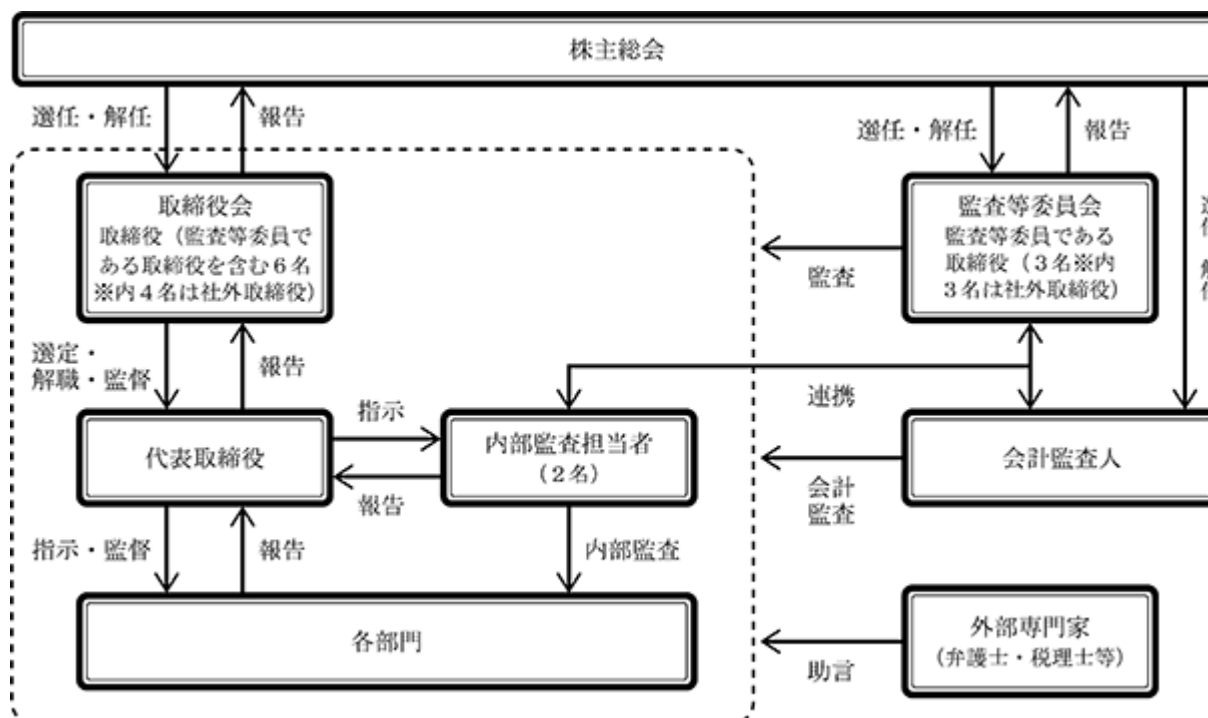 株主総会
選任・解任
報告
選任・解任
報告
取締役会
取締役（監査等委員で
ある取締役を含む６名
※内４名は社外取締役）
監査等委員会
監査等委員である
取締役（３名※内
３名は社外取締役）
監査
選定・
解職・監督
報告
連携
指示
代表取締役
内部監査担当者
（２名）
会計監査人
報告
会計
監査
指示・監督
報告
内部監査
各部門
外部専門家
（弁護士・税理士等）
助言